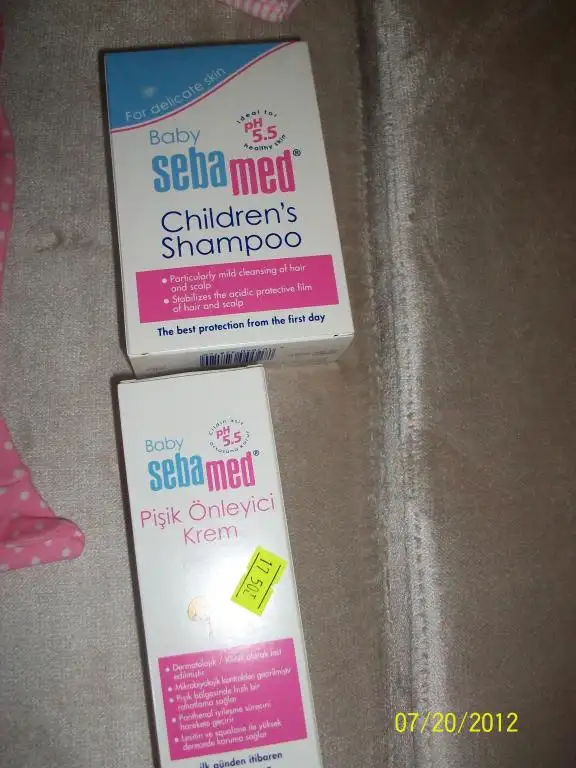 For delicate skin
Baby
sebamed®
ideal for
pH
5.5
healthy skin
Children's
Shampoo
• Particularly mild cleansing of hair
and scalp
• Stabilizes the acidic protective film
of hair and scalp
The best protection from the first day
Baby
sebamed®
pH
5.5
Pişik Önleyici
Krem
17.50
• Dermatolojik / Klinik olarak test
edilmiştir
• Mikrobiyolojik kontrolden geçirilmiştir
• Pişik bölgesinde hızlı bir
rahatlama sağlar
• Panthenol iyileşme sürecini
harekete geçirir
• Lesitin ve squalane ile yüksek
derecede koruma sağlar
ilk günden itibaren
07/20/2012